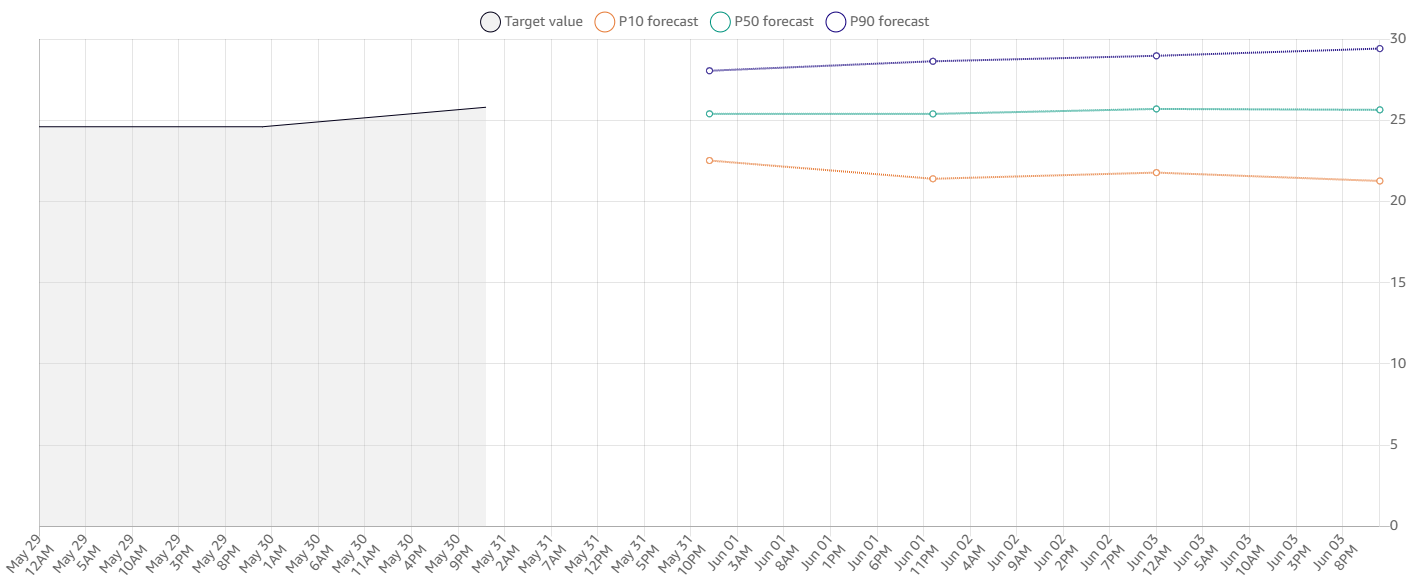 Target value P10 forecast P50 forecast P90 forecast
30
25
20
15
10
5
0
May 29 12AM
May 29 5AM
May 29 10AM
May 29 3PM
May 29 8PM
May 30 1AM
May 30 6AM
May 30 11AM
May 30 4PM
May 30 9PM
May 31 2AM
May 31 7AM
May 31 12PM
May 31 5PM
May 31 10PM
Jun 01 3AM
Jun 01 8AM
Jun 01 1PM
Jun 01 6PM
Jun 01 11PM
Jun 02 4AM
Jun 02 9AM
Jun 02 2PM
Jun 02 7PM
Jun 03 12AM
Jun 03 5AM
Jun 03 10AM
Jun 03 3PM
Jun 03 8PM